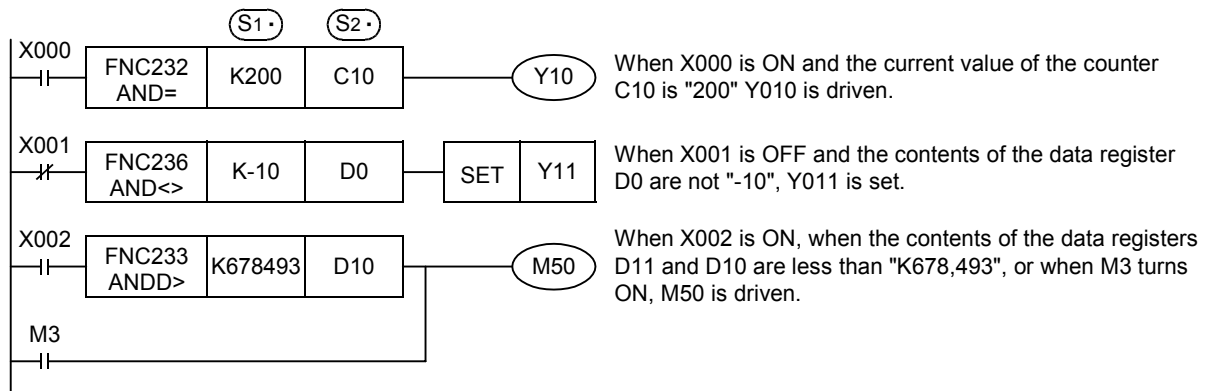 S1· S2·
X000
FNC232 K200 C10 Y10
AND=
When X000 is ON and the current value of the counter
C10 is "200" Y010 is driven.
X001
FNC236 K-10 D0 SET Y11
AND<>
When X001 is OFF and the contents of the data register
D0 are not "-10", Y011 is set.
X002
FNC233 K678493 D10 M50
ANDD>
When X002 is ON, when the contents of the data registers
D11 and D10 are less than "K678,493", or when M3 turns
ON, M50 is driven.
M3